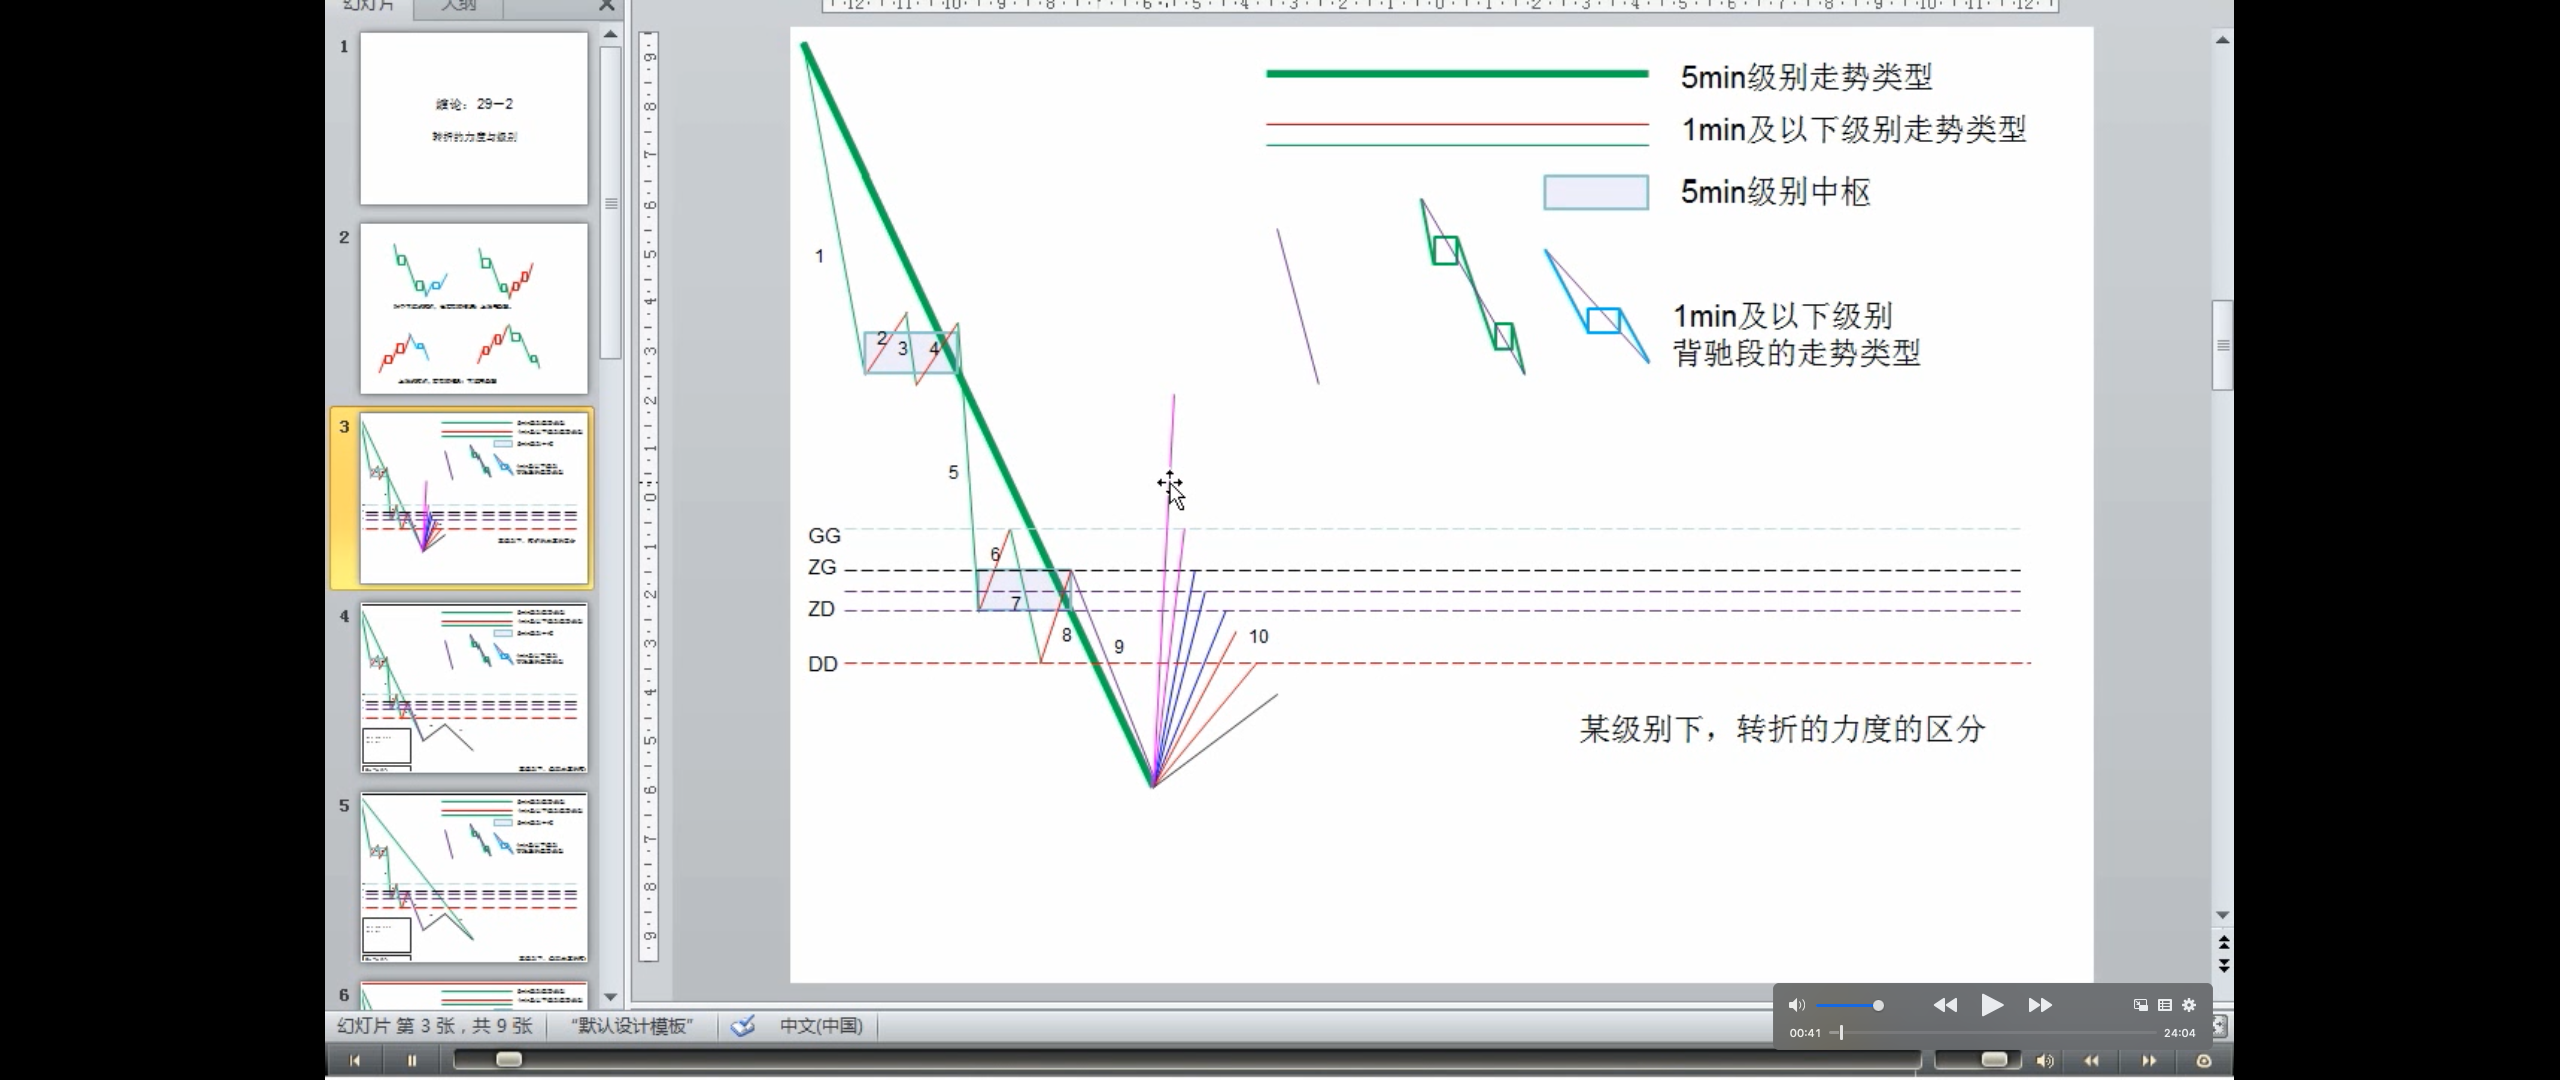 幻灯片
大纲
1
缠论：29－2
转折的力度与级别
2
3
4
5
6
5min级别走势类型
1min及以下级别走势类型
5min级别中枢
1min及以下级别
背驰段的走势类型
1
2
3
4
5
GG
6
ZG
7
ZD
8
9
10
DD
某级别下，转折的力度的区分
幻灯片 第 3 张，共 9 张
“默认设计模板”
中文(中国)
00:41
24:04